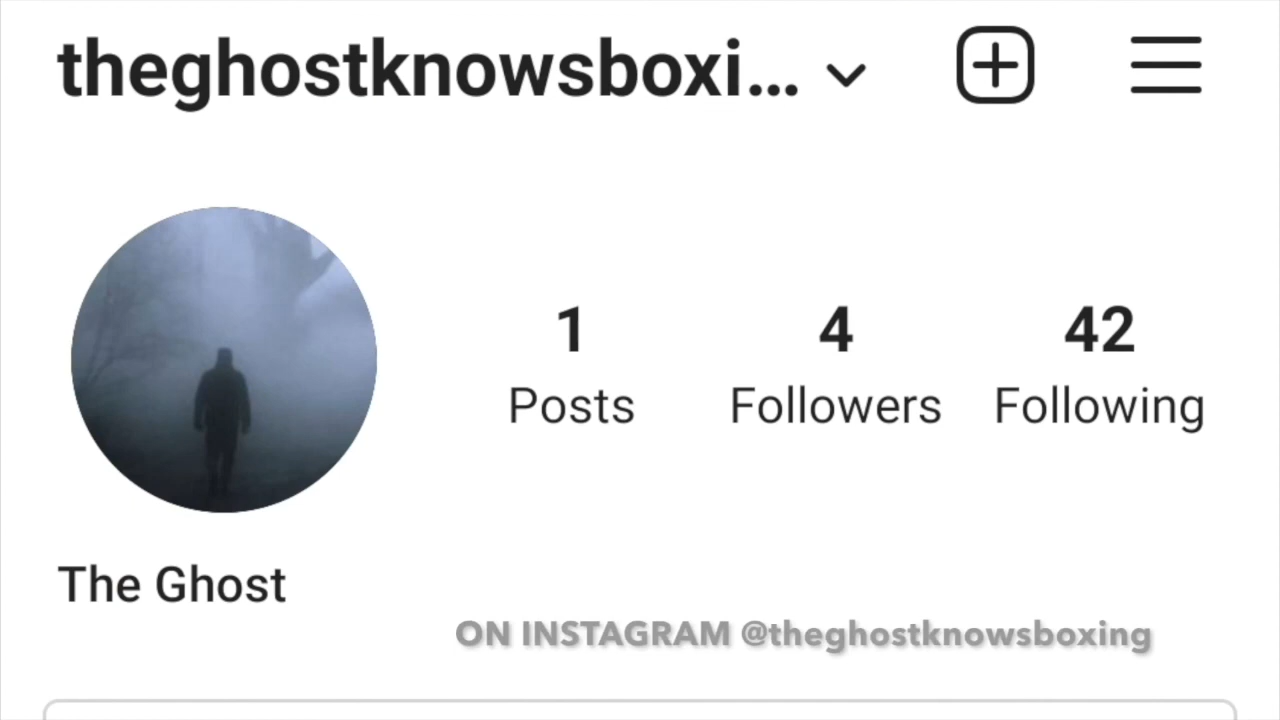 theghostknowsboxi...
1 4 42
Posts Followers Following
The Ghost
ON INSTAGRAM @theghostknowsboxing